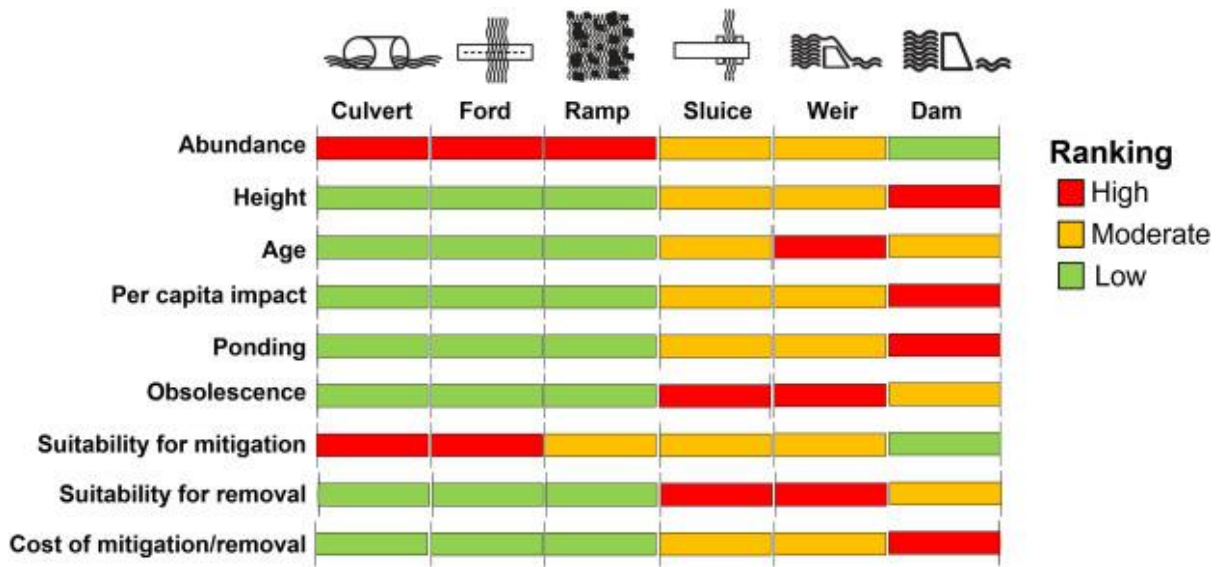 Culvert Ford Ramp Sluice Weir Dam
Abundance
Height
Age
Per capita impact
Ponding
Obsolescence
Suitability for mitigation
Suitability for removal
Cost of mitigation/removal
Ranking
High
Moderate
Low